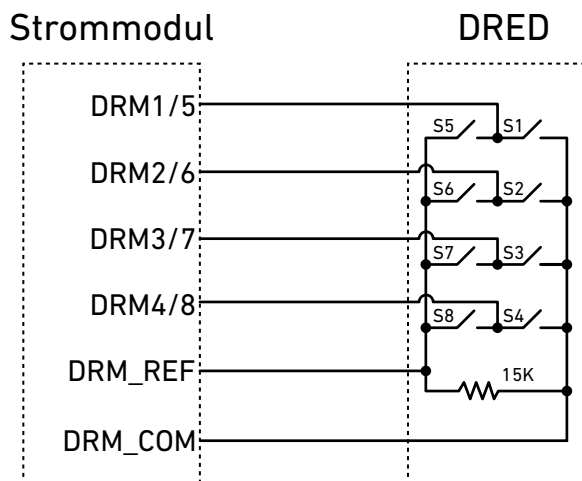 Strommodul DRED
DRM1/5
S5 S1
DRM2/6
S6 S2
DRM3/7
S7 S3
DRM4/8
S8 S4
DRM_REF
15K
DRM_COM